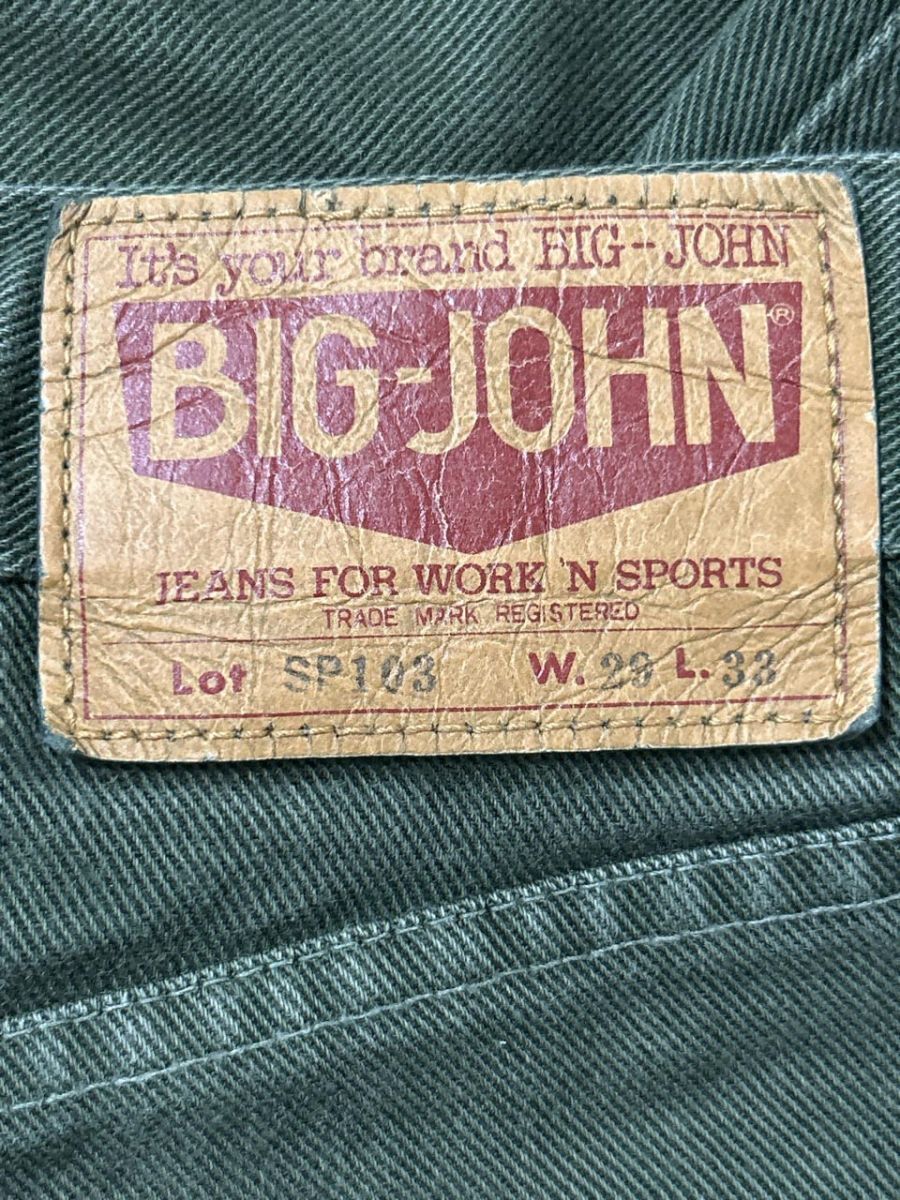 It's your brand BIG-JOHN
BIG-JOHN®
JEANS FOR WORK 'N SPORTS
TRADE MARK REGISTERED
Lot SP103 W. 29 L. 33